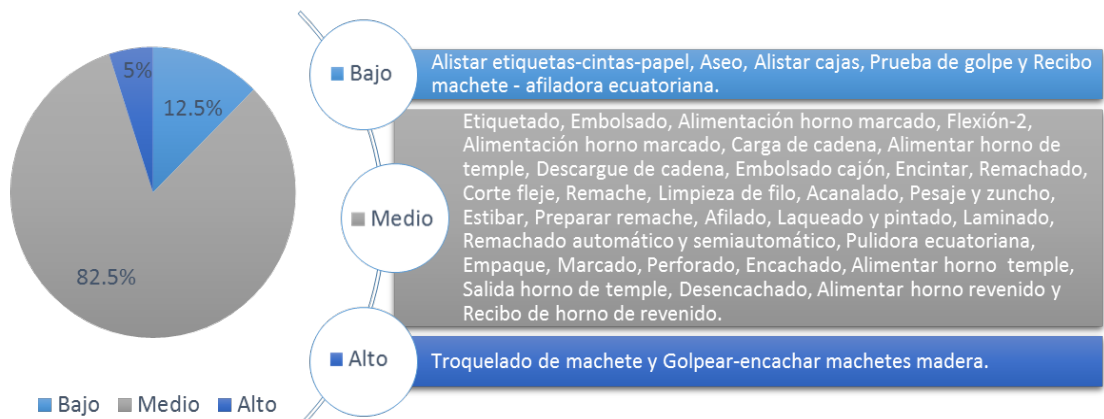 5%
12.5%
82.5%
Bajo Medio Alto
Bajo
Alistar etiquetas-cintas-papel, Aseo, Alistar cajas, Prueba de golpe y Recibo
machete - afiladora ecuatoriana.
Medio
Etiquetado, Embolsado, Alimentación horno marcado, Flexión-2,
Alimentación horno marcado, Carga de cadena, Alimentar horno de
temple, Descargue de cadena, Embolsado cajón, Encintar, Remachado,
Corte fleje, Remache, Limpieza de filo, Acanalado, Pesaje y zuncho,
Estibar, Preparar remache, Afilado, Laqueado y pintado, Laminado,
Remachado automático y semiautomático, Pulidora ecuatoriana,
Empaque, Marcado, Perforado, Encachado, Alimentar horno temple,
Salida horno de temple, Desencachado, Alimentar horno revenido y
Recibo de horno de revenido.
Alto
Troquelado de machete y Golpear-encachar machetes madera.